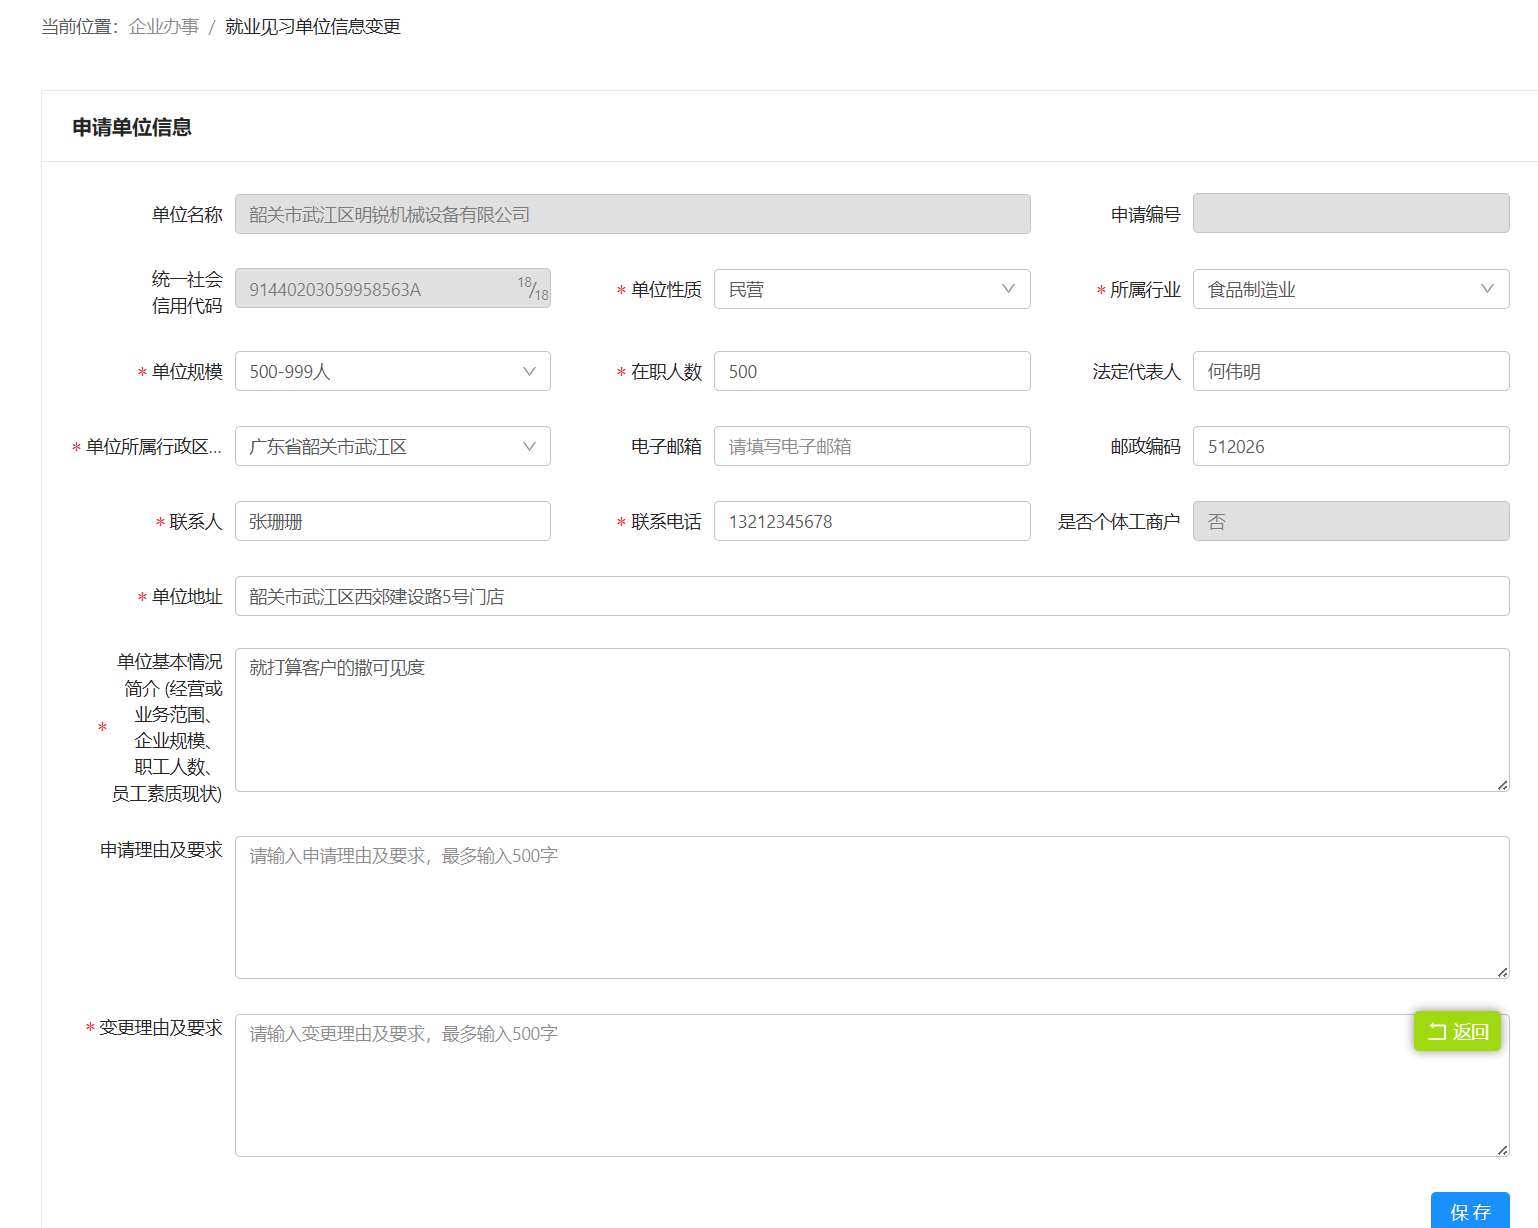 当前位置：企业办事 / 就业见习单位信息变更
申请单位信息
单位名称 韶关市武江区明锐机械设备有限公司 申请编号
统一社会
信用代码 91440203059958563A 18/18 * 单位性质 民营 * 所属行业 食品制造业
* 单位规模 500-999人 * 在职人数 500 法定代表人 何伟明
* 单位所属行政区... 广东省韶关市武江区 电子邮箱 请填写电子邮箱 邮政编码 512026
* 联系人 张珊珊 * 联系电话 13212345678 是否个体工商户 否
* 单位地址 韶关市武江区西郊建设路5号门店
单位基本情况
简介 (经营或
业务范围、
* 企业规模、
职工人数、
员工素质现状)
就打算客户的撒可见度
申请理由及要求 请输入申请理由及要求，最多输入500字
* 变更理由及要求 请输入变更理由及要求，最多输入500字
返回
保存